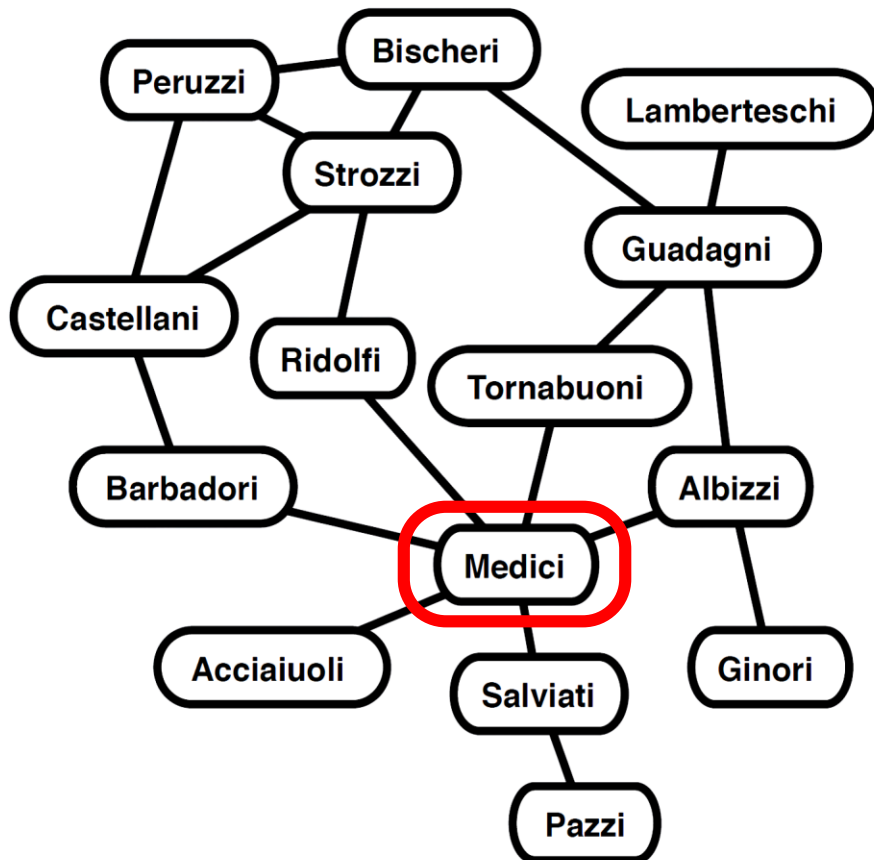 Bischeri
Peruzzi
Lamberteschi
Strozzi
Guadagni
Castellani
Ridolfi
Tornabuoni
Barbadori
Albizzi
Medici
Acciaiuoli
Salviati
Ginori
Pazzi